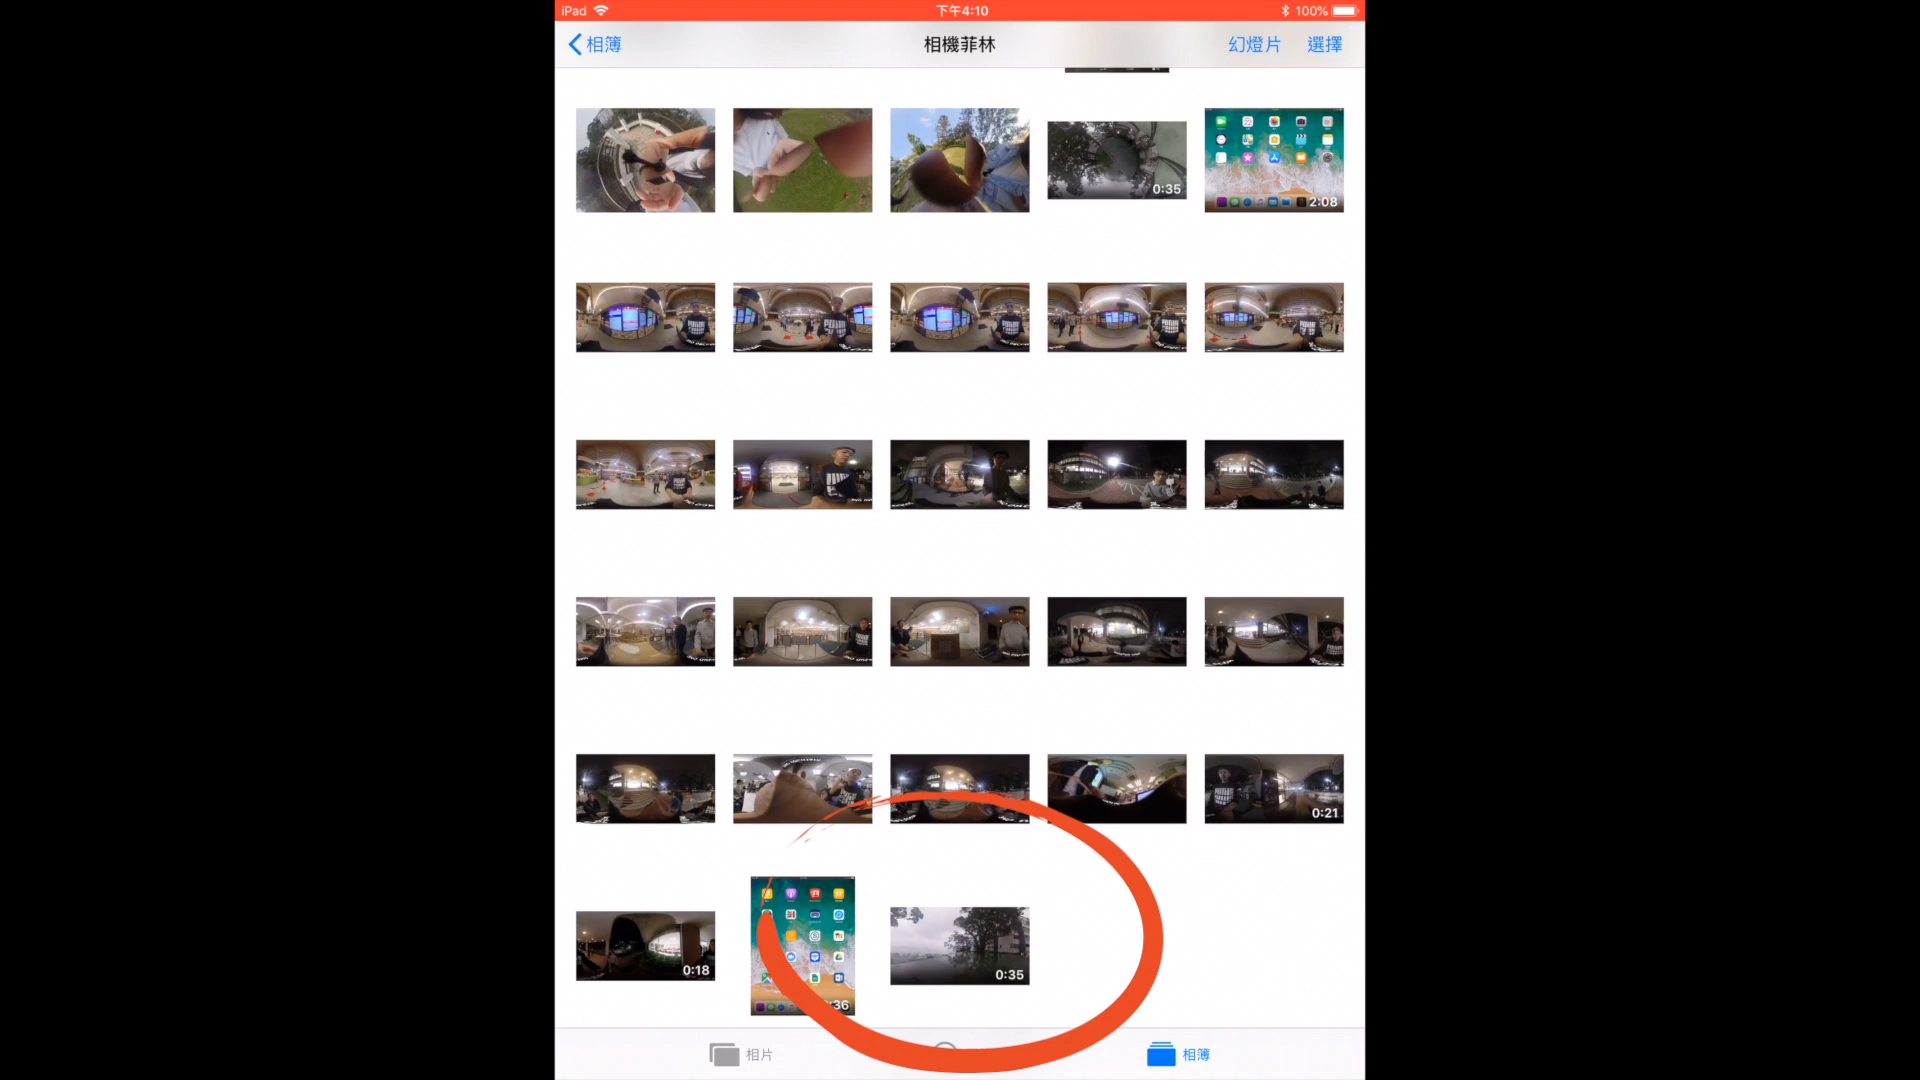 iPad 下午4:10 100%
相簿 相機菲林 幻燈片 選擇
0:35
2:08
0:21
0:18
:36
0:35
相片 相簿